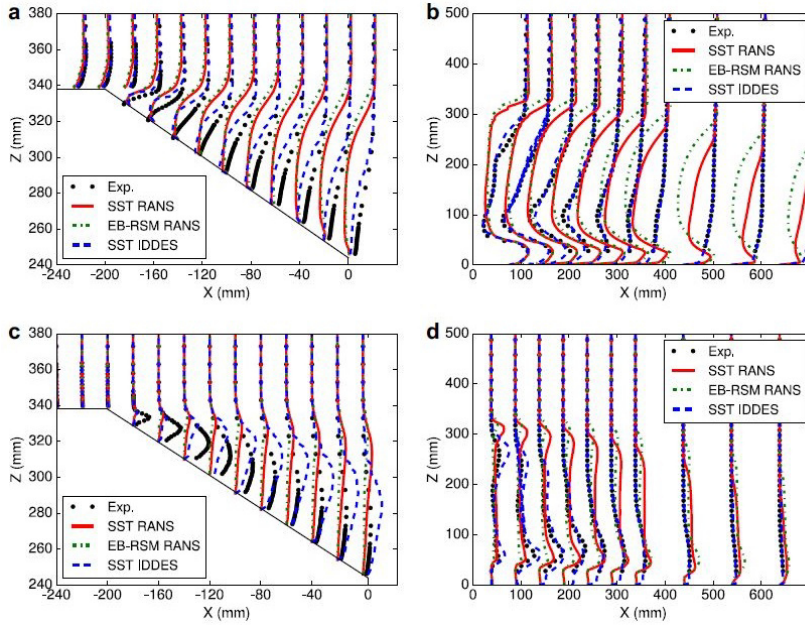 a
380
360
340
320
300
280
260
240
Z (mm)
Exp.
SST RANS
EB-RSM RANS
SST IDDES
-240 -200 -160 -120 -80 -40 0
X (mm)
b
500
400
300
200
100
0
Z (mm)
Exp.
SST RANS
EB-RSM RANS
SST IDDES
0 100 200 300 400 500 600
X (mm)
c
380
360
340
320
300
280
260
240
Z (mm)
Exp.
SST RANS
EB-RSM RANS
SST IDDES
-240 -200 -160 -120 -80 -40 0
X (mm)
d
500
400
300
200
100
0
Z (mm)
Exp.
SST RANS
EB-RSM RANS
SST IDDES
0 100 200 300 400 500 600
X (mm)